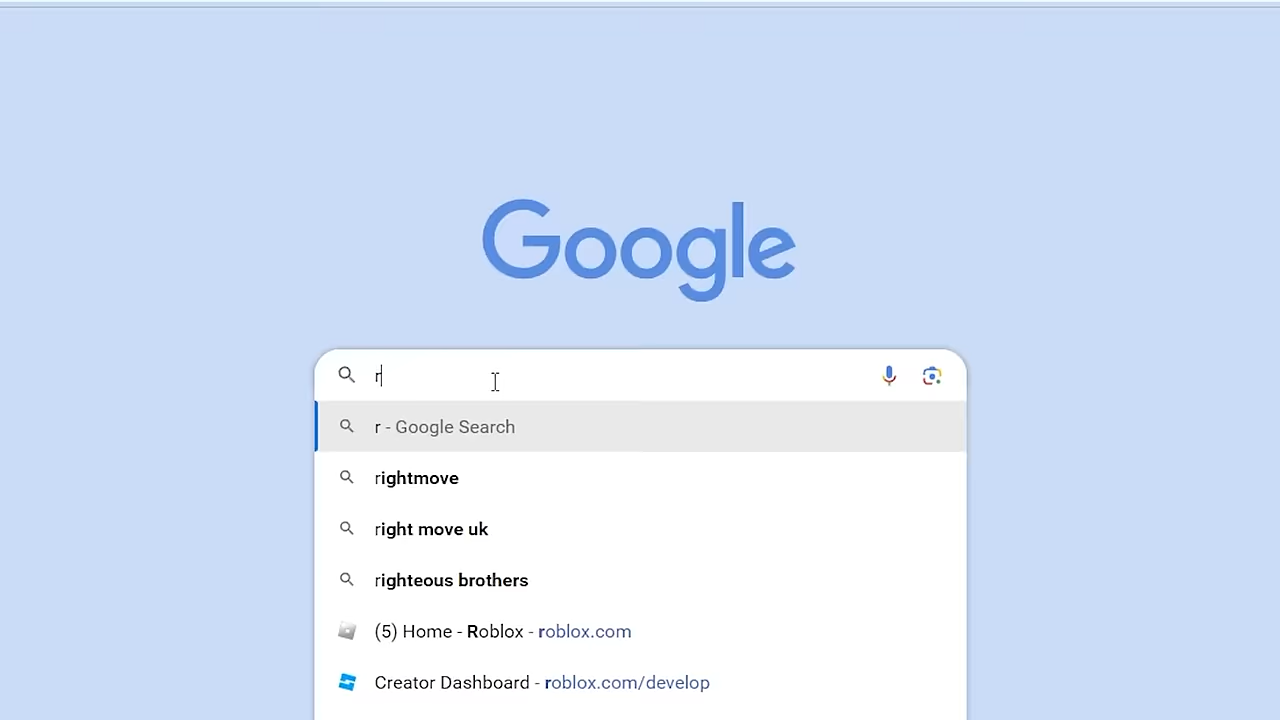 Google
r
r - Google Search
rightmove
right move uk
righteous brothers
(5) Home - Roblox - roblox.com
Creator Dashboard - roblox.com/develop